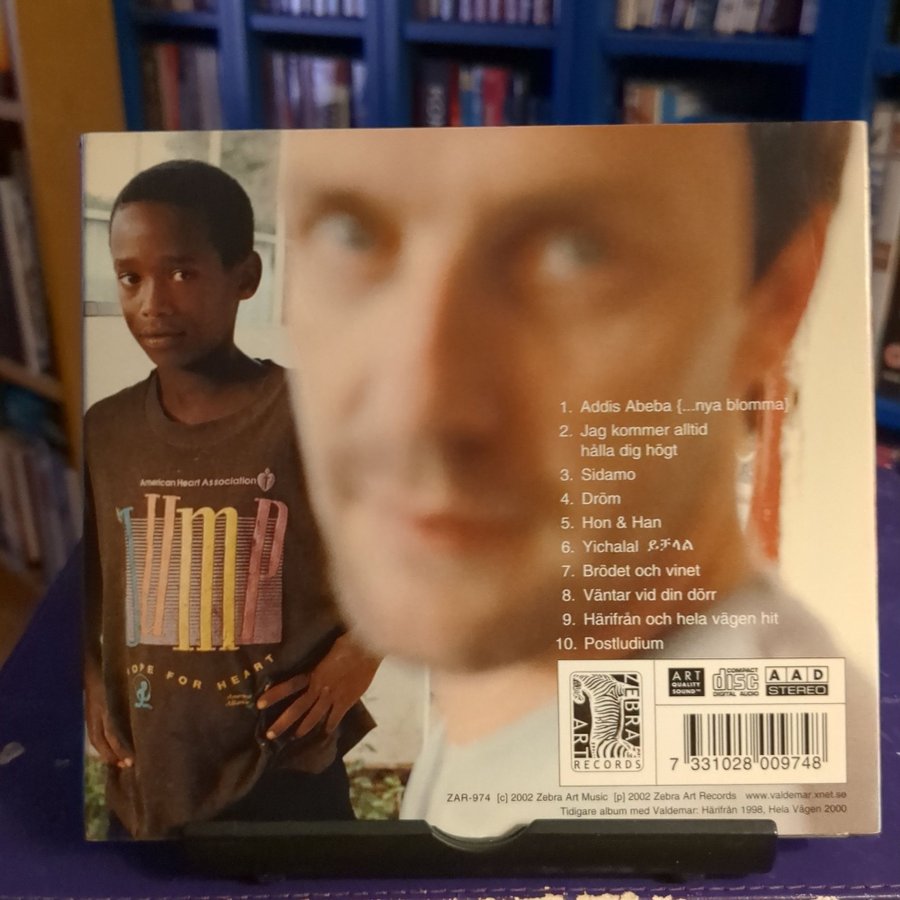 American Heart Association
JUMP
FOR HEART
1. Addis Abeba {...nya blomma}
2. Jag kommer alltid
hålla dig högt
3. Sidamo
4. Dröm
5. Hon & Han
6. Yichalal ይቻላል
7. Brödet och vinet
8. Väntar vid din dörr
9. Härifrån och hela vägen hit
10. Postludium
ZEBRA
ART
RECORDS
ART
QUALITY
SOUND™
COMPACT
disc
DIGITAL AUDIO
AAD
STEREO
7 331028 009748
ZAR-974 [c] 2002 Zebra Art Music [p] 2002 Zebra Art Records www.valdemar.xnet.se
Tidigare album med Valdemar: Härifrån 1998, Hela Vägen 2000